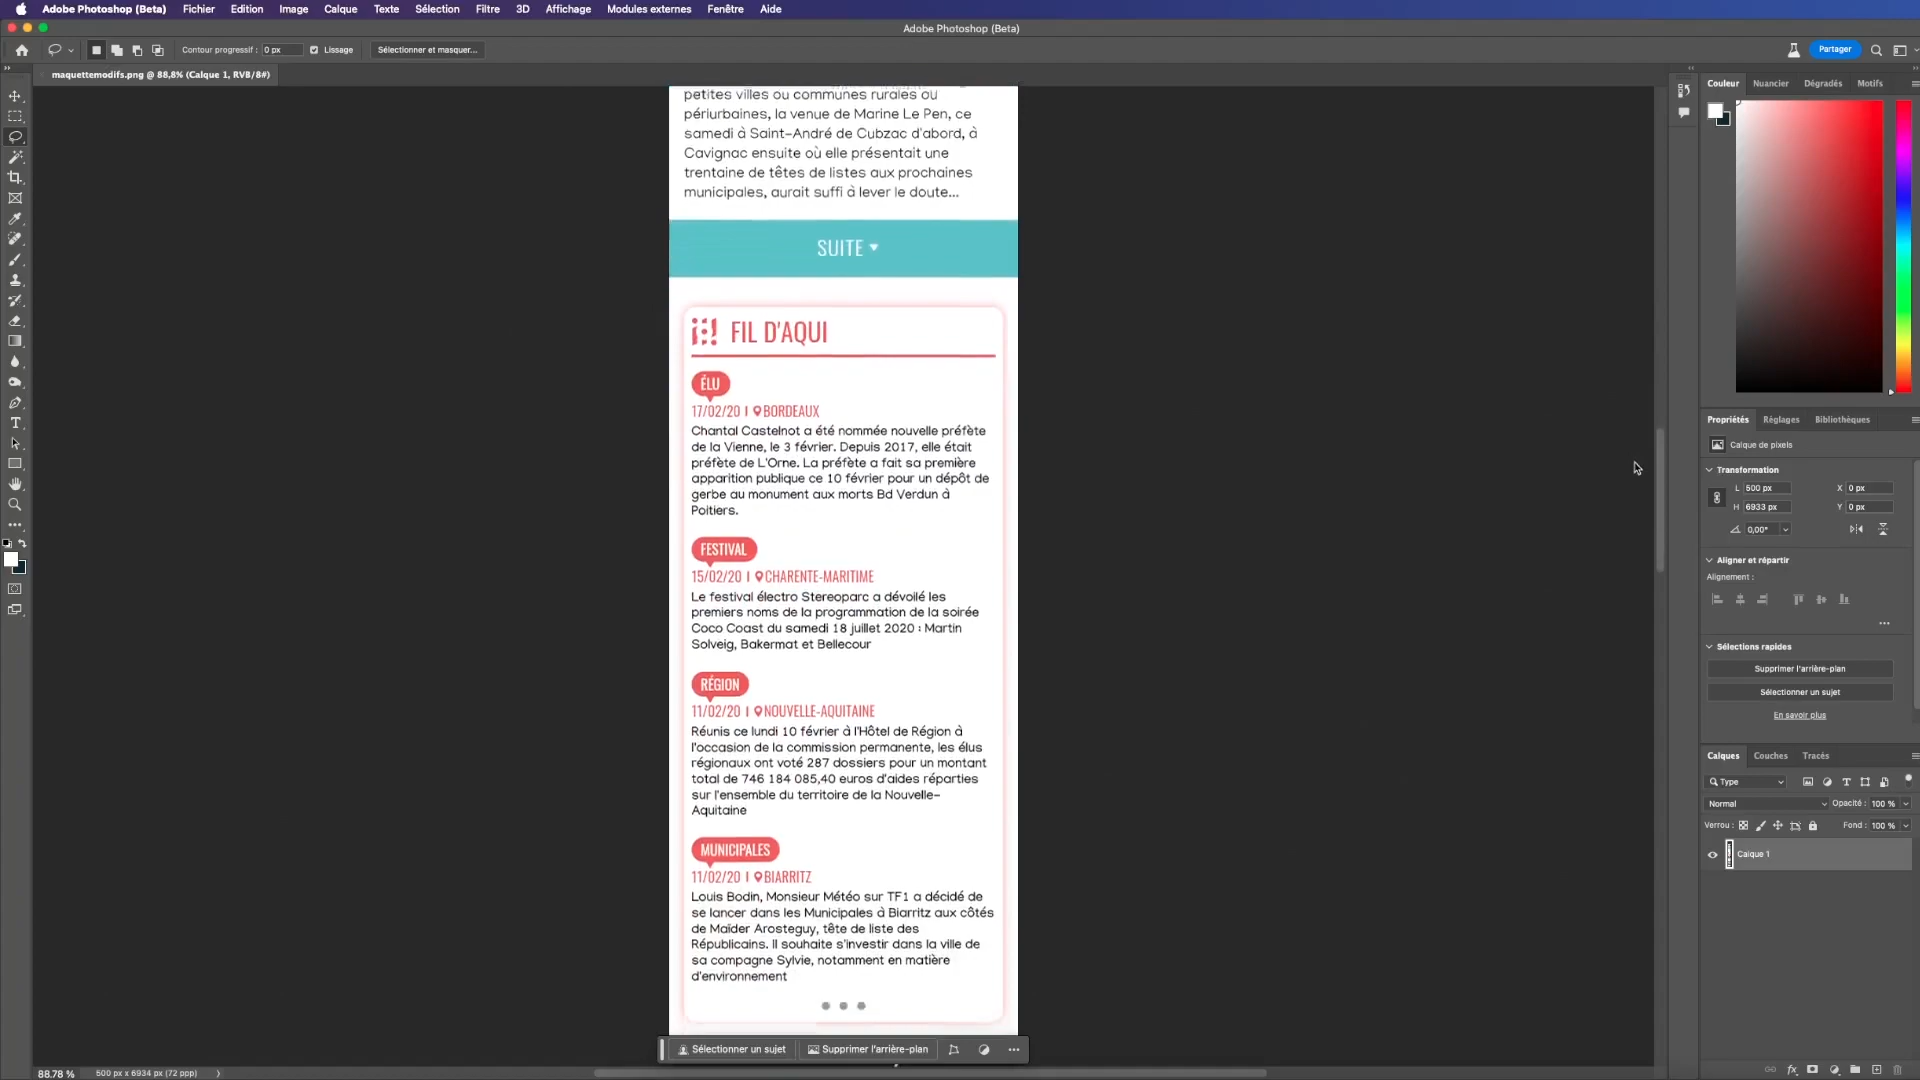 Adobe Photoshop (Beta) Fichier Edition Image Calque Texte Sélection Filtre 3D Affichage Modules externes Fenêtre Aide
Adobe Photoshop (Beta)
Contour progressif : 0 px Lissage Sélectionner et masquer... Partager
maquettemodifs.png @ 88,8% (Calque 1, RVB/8#)
petites villes ou communes rurales ou
périurbaines, la venue de Marine Le Pen, ce
samedi à Saint-André de Cubzac d'abord, à
Cavignac ensuite où elle présentait une
trentaine de têtes de listes aux prochaines
municipales, aurait suffi à lever le doute...
SUITE
FIL D'AQUI
ÉLU
17/02/20 I BORDEAUX
Chantal Castelnot a été nommée nouvelle préfète
de la Vienne, le 3 février. Depuis 2017, elle était
préfète de L'Orne. La préfète a fait sa première
apparition publique ce 10 février pour un dépôt de
gerbe au monument aux morts Bd Verdun à
Poitiers.
FESTIVAL
15/02/20 I CHARENTE-MARITIME
Le festival électro Stereoparc a dévoilé les
premiers noms de la programmation de la soirée
Coco Coast du samedi 18 juillet 2020 : Martin
Solveig, Bakermat et Bellecour
RÉGION
11/02/20 I NOUVELLE-AQUITAINE
Réunis ce lundi 10 février à l'Hôtel de Région à
l'occasion de la commission permanente, les élus
régionaux ont voté 287 dossiers pour un montant
total de 746 184 085,40 euros d'aides réparties
sur l'ensemble du territoire de la Nouvelle-
Aquitaine
MUNICIPALES
11/02/20 I BIARRITZ
Louis Bodin, Monsieur Météo sur TF1 a décidé de
se lancer dans les Municipales à Biarritz aux côtés
de Maïder Arosteguy, tête de liste des
Républicains. Il souhaite s'investir dans la ville de
sa compagne Sylvie, notamment en matière
d'environnement
Sélectionner un sujet Supprimer l'arrière-plan
88.78 % 500 px x 6934 px (72 ppp)
Couleur Nuancier Dégradés Motifs
Propriétés Réglages Bibliothèques
Calque de pixels
Transformation
L 500 px X 0 px
H 6933 px Y 0 px
0,00°
Aligner et répartir
Alignement :
Sélections rapides
Supprimer l'arrière-plan
Sélectionner un sujet
En savoir plus
Calques Couches Tracés
Type
Normal Opacité : 100 %
Verrou : Fond : 100 %
Calque 1
fx